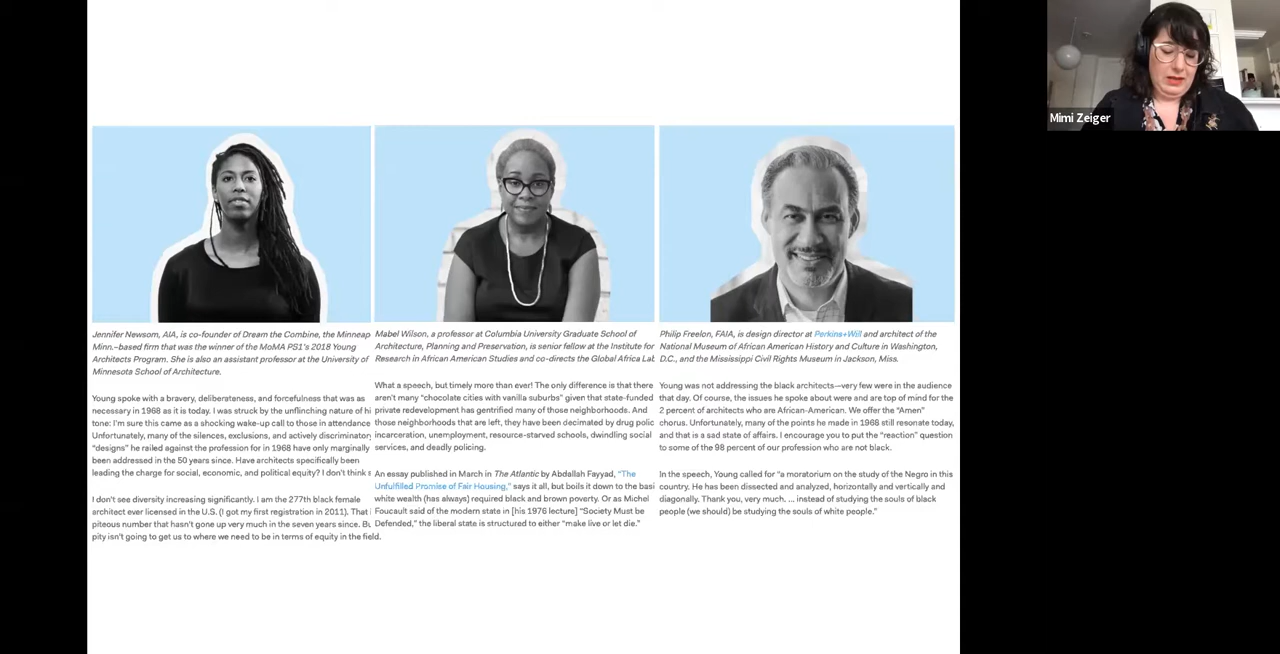 Mimi Zeiger
Jennifer Newsom, AIA, is co-founder of Dream the Combine, the Minneap
Minn.–based firm that was the winner of the MoMA PS1's 2018 Young
Architects Program. She is also an assistant professor at the University of
Minnesota School of Architecture.
Young spoke with a bravery, deliberateness, and forcefulness that was as
necessary in 1968 as it is today. I was struck by the unflinching nature of hi
tone: I'm sure this came as a shocking wake-up call to those in attendance
Unfortunately, many of the silences, exclusions, and actively discriminatory
"designs" he railed against the profession for in 1968 have only marginally
been addressed in the 50 years since. Have architects specifically been
leading the charge for social, economic, and political equity? I don't think s
I don't see diversity increasing significantly. I am the 277th black female
architect ever licensed in the U.S. (I got my first registration in 2011). That i
piteous number that hasn't gone up very much in the seven years since. Bu
pity isn't going to get us to where we need to be in terms of equity in the field.
Mabel Wilson, a professor at Columbia University Graduate School of
Architecture, Planning and Preservation, is senior fellow at the Institute for
Research in African American Studies and co-directs the Global Africa Lab
What a speech, but timely more than ever! The only difference is that there
aren't many "chocolate cities with vanilla suburbs" given that state-funded
private redevelopment has gentrified many of those neighborhoods. And
those neighborhoods that are left, they have been decimated by drug polic
incarceration, unemployment, resource-starved schools, dwindling social
services, and deadly policing.
An essay published in March in The Atlantic by Abdallah Fayyad, "The
Unfulfilled Promise of Fair Housing," says it all, but boils it down to the basi
white wealth (has always) required black and brown poverty. Or as Michel
Foucault said of the modern state in [his 1976 lecture] "Society Must be
Defended," the liberal state is structured to either "make live or let die."
Philip Freelon, FAIA, is design director at Perkins+Will and architect of the
National Museum of African American History and Culture in Washington,
D.C., and the Mississippi Civil Rights Museum in Jackson, Miss.
Young was not addressing the black architects—very few were in the audience
that day. Of course, the issues he spoke about were and are top of mind for the
2 percent of architects who are African-American. We offer the "Amen"
chorus. Unfortunately, many of the points he made in 1968 still resonate today,
and that is a sad state of affairs. I encourage you to put the "reaction" question
to some of the 98 percent of our profession who are not black.
In the speech, Young called for "a moratorium on the study of the Negro in this
country. He has been dissected and analyzed, horizontally and vertically and
diagonally. Thank you, very much. ... instead of studying the souls of black
people (we should) be studying the souls of white people."